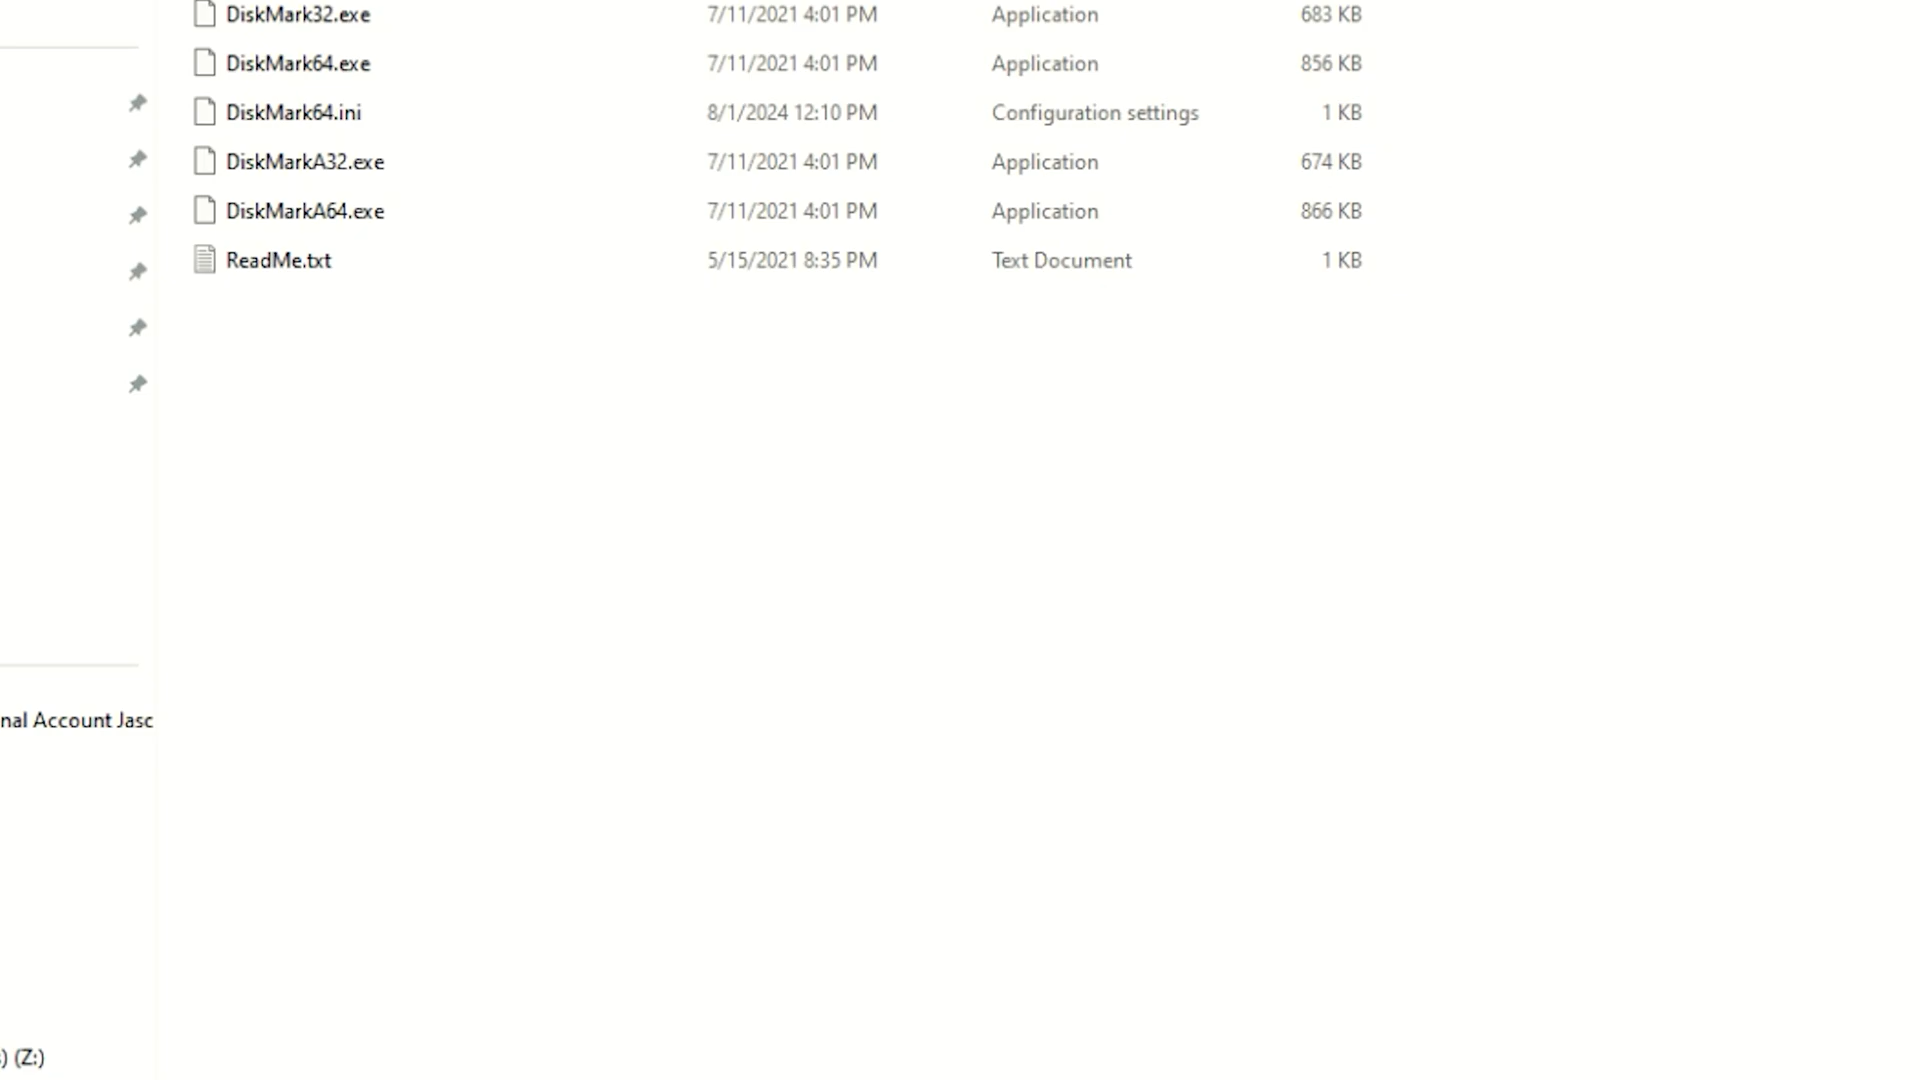 DiskMark32.exe 7/11/2021 4:01 PM Application 683 KB
DiskMark64.exe 7/11/2021 4:01 PM Application 856 KB
DiskMark64.ini 8/1/2024 12:10 PM Configuration settings 1 KB
DiskMarkA32.exe 7/11/2021 4:01 PM Application 674 KB
DiskMarkA64.exe 7/11/2021 4:01 PM Application 866 KB
ReadMe.txt 5/15/2021 8:35 PM Text Document 1 KB
nal Account Jasc
) (Z:)